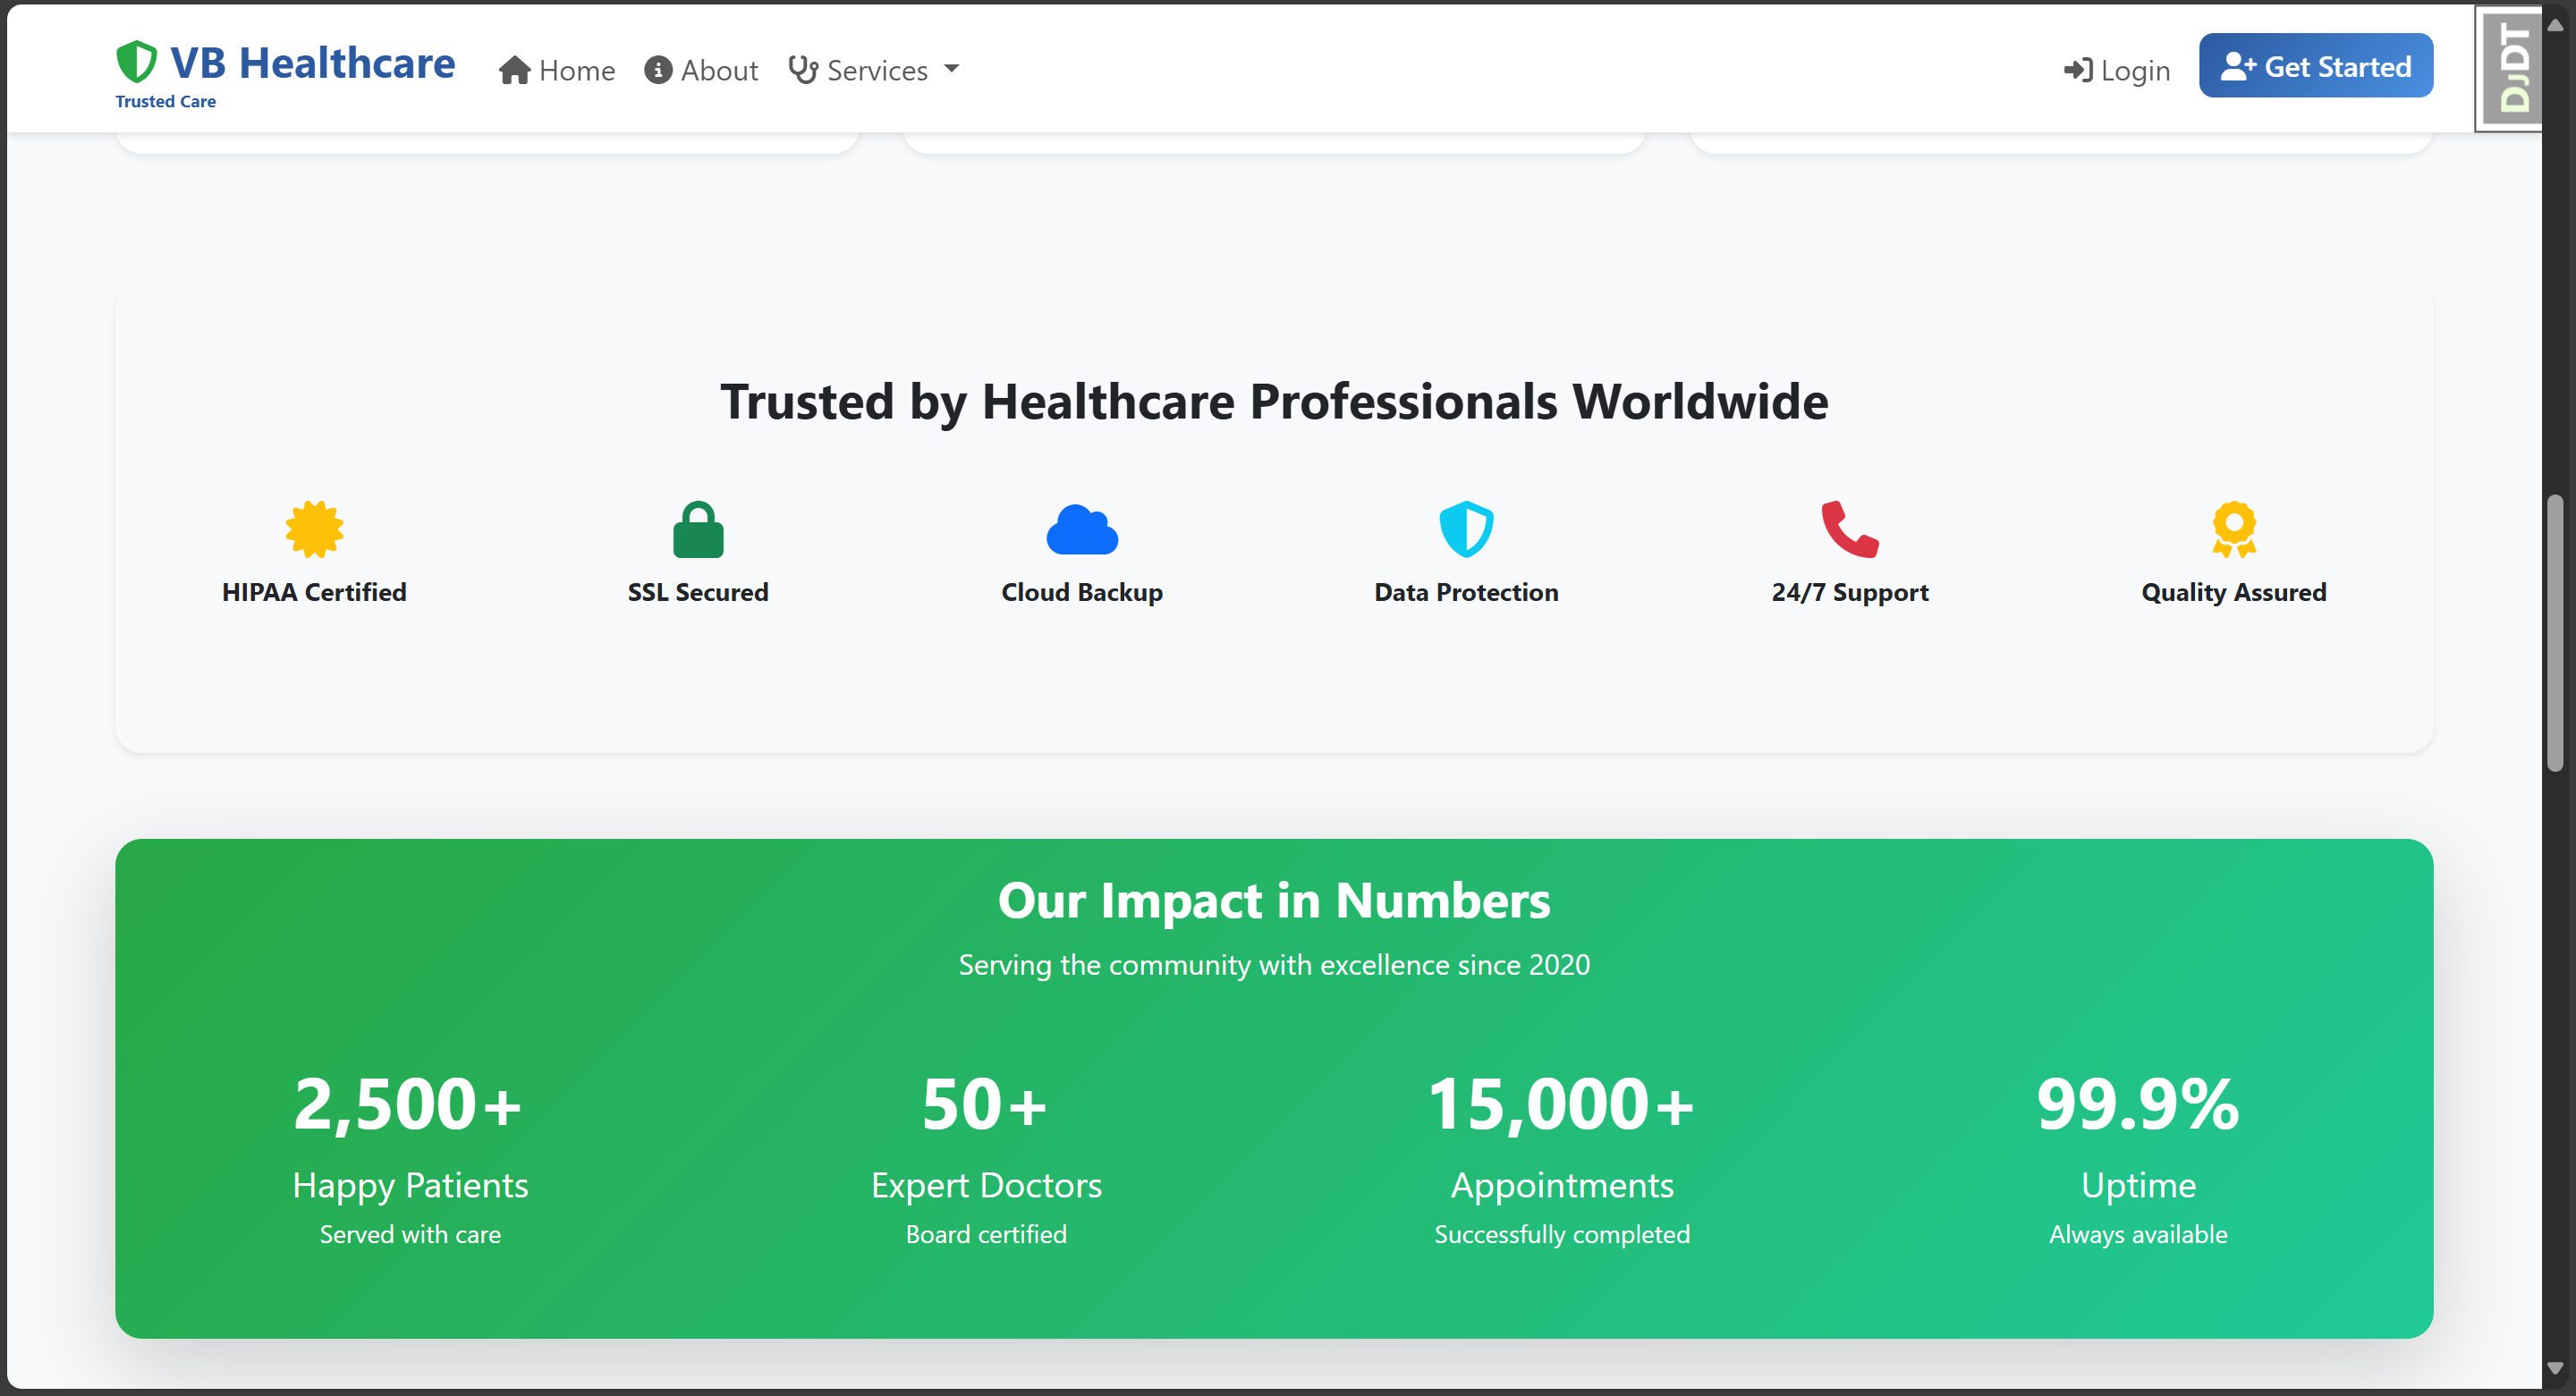 VB Healthcare
Trusted Care
Home
About
Services
Login
Get Started
DJDT
Trusted by Healthcare Professionals Worldwide
HIPAA Certified
SSL Secured
Cloud Backup
Data Protection
24/7 Support
Quality Assured
Our Impact in Numbers
Serving the community with excellence since 2020
2,500+
Happy Patients
Served with care
50+
Expert Doctors
Board certified
15,000+
Appointments
Successfully completed
99.9%
Uptime
Always available